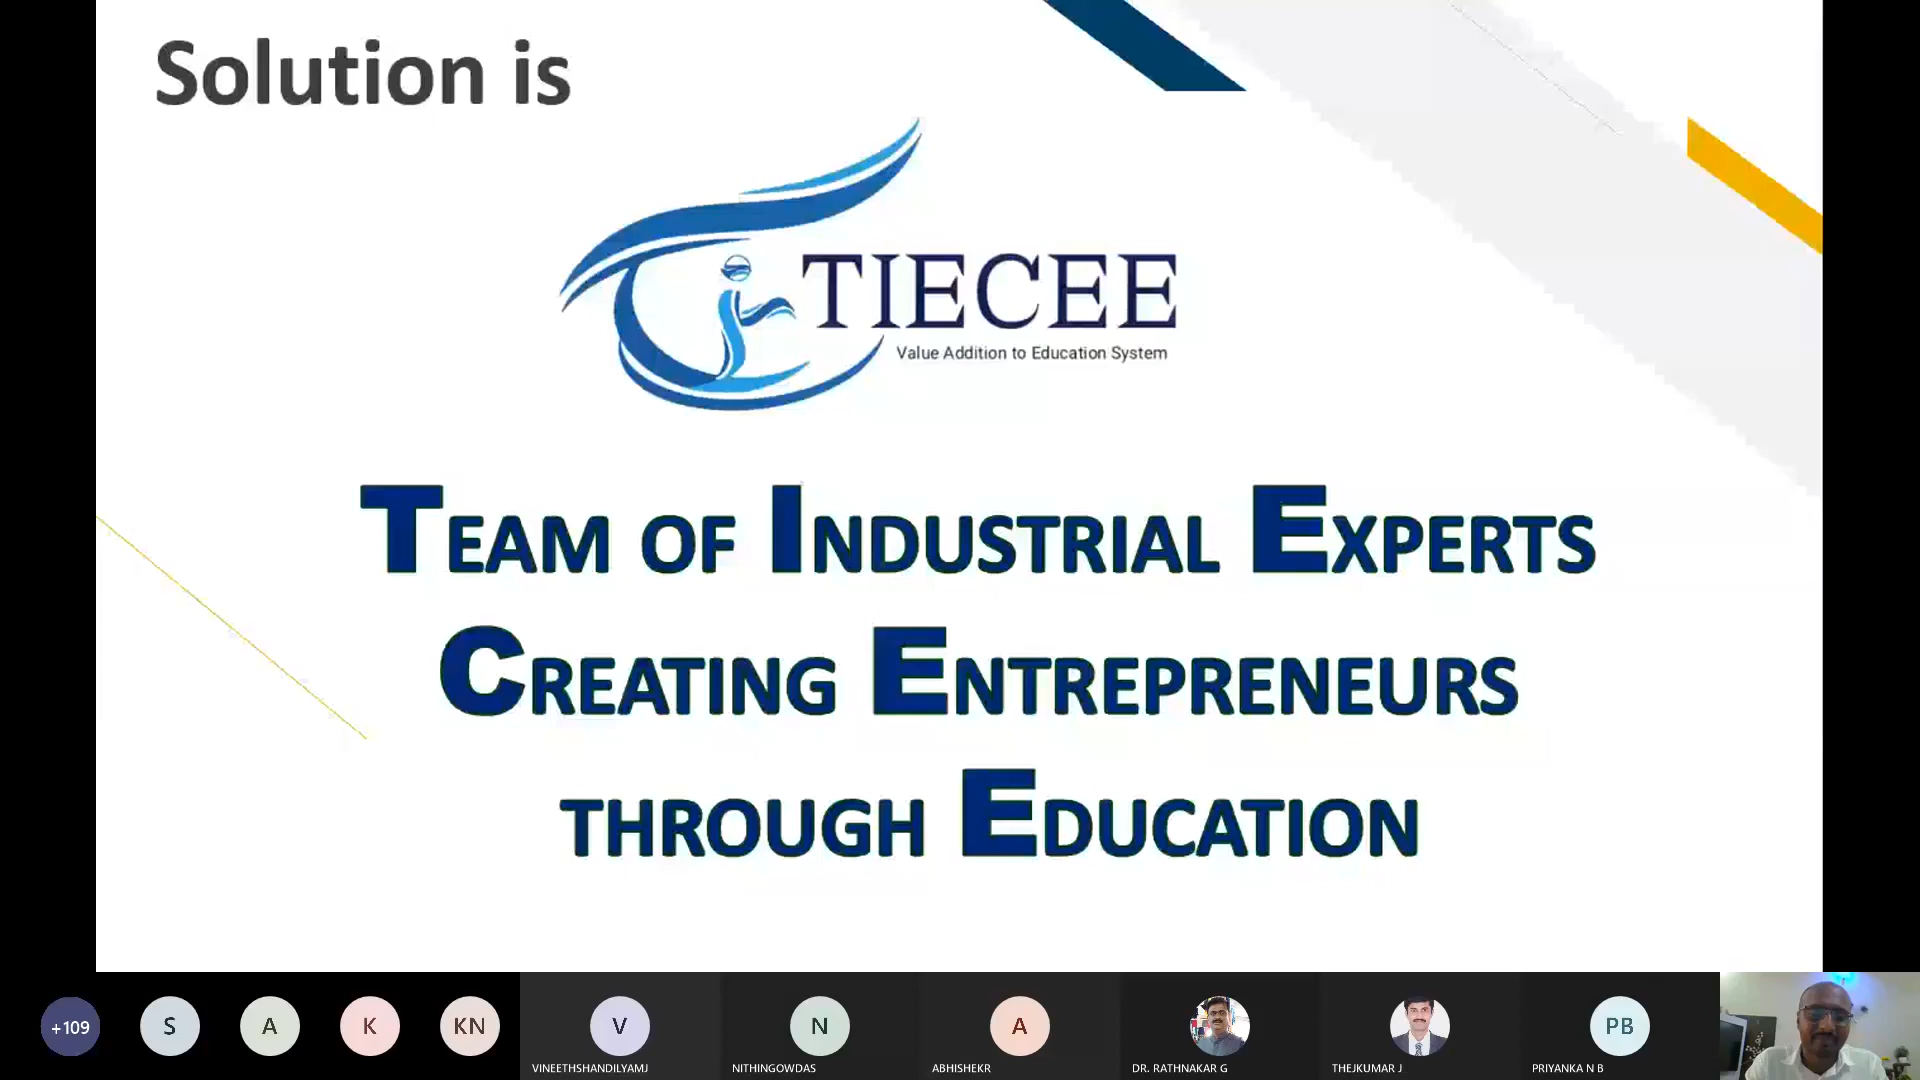 Solution is
TIECEE
Value Addition to Education System
TEAM OF INDUSTRIAL EXPERTS
CREATING ENTREPRENEURS
THROUGH EDUCATION
+109
S
A
K
KN
V
N
A
PB
VINEETHSHANDILYAMJ
NITHINGOWDAS
ABHISHEKR
DR. RATHNAKAR G
THEJKUMAR J
PRIYANKA N B